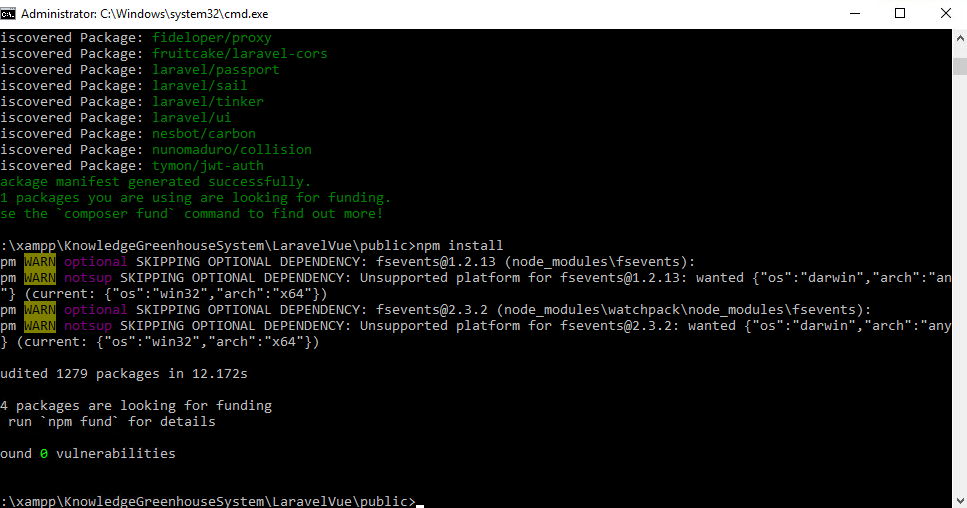 Administrator: C:\Windows\system32\cmd.exe
iscovered Package: fideloper/proxy
iscovered Package: fruitcake/laravel-cors
iscovered Package: laravel/passport
iscovered Package: laravel/sail
iscovered Package: laravel/tinker
iscovered Package: laravel/ui
iscovered Package: nesbot/carbon
iscovered Package: nunomaduro/collision
iscovered Package: tymon/jwt-auth
ackage manifest generated successfully.
1 packages you are using are looking for funding.
se the `composer fund` command to find out more!
:\xampp\KnowledgeGreenhouseSystem\LaravelVue\public>npm install
pm WARN optional SKIPPING OPTIONAL DEPENDENCY: fsevents@1.2.13 (node_modules\fsevents):
pm WARN notsup SKIPPING OPTIONAL DEPENDENCY: Unsupported platform for fsevents@1.2.13: wanted {"os":"darwin","arch":"an
"} (current: {"os":"win32","arch":"x64"})
pm WARN optional SKIPPING OPTIONAL DEPENDENCY: fsevents@2.3.2 (node_modules\watchpack\node_modules\fsevents):
pm WARN notsup SKIPPING OPTIONAL DEPENDENCY: Unsupported platform for fsevents@2.3.2: wanted {"os":"darwin","arch":"any
} (current: {"os":"win32","arch":"x64"})
udited 1279 packages in 12.172s
4 packages are looking for funding
run `npm fund` for details
ound 0 vulnerabilities
:\xampp\KnowledgeGreenhouseSystem\LaravelVue\public>